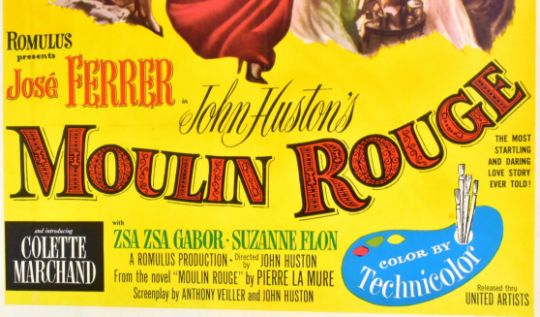 ROMULUS
presents
José FERRER
in
John Huston's
MOULIN ROUGE
THE MOST
STARTLING
AND DARING
LOVE STORY
EVER TOLD!
and introducing
COLETTE
MARCHAND
with
ZSA ZSA GABOR · SUZANNE FLON
A ROMULUS PRODUCTION · Directed by JOHN HUSTON
From the novel "MOULIN ROUGE" by PIERRE LA MURE
Screenplay by ANTHONY VEILLER and JOHN HUSTON
COLOR BY
Technicolor
Released thru
UNITED ARTISTS